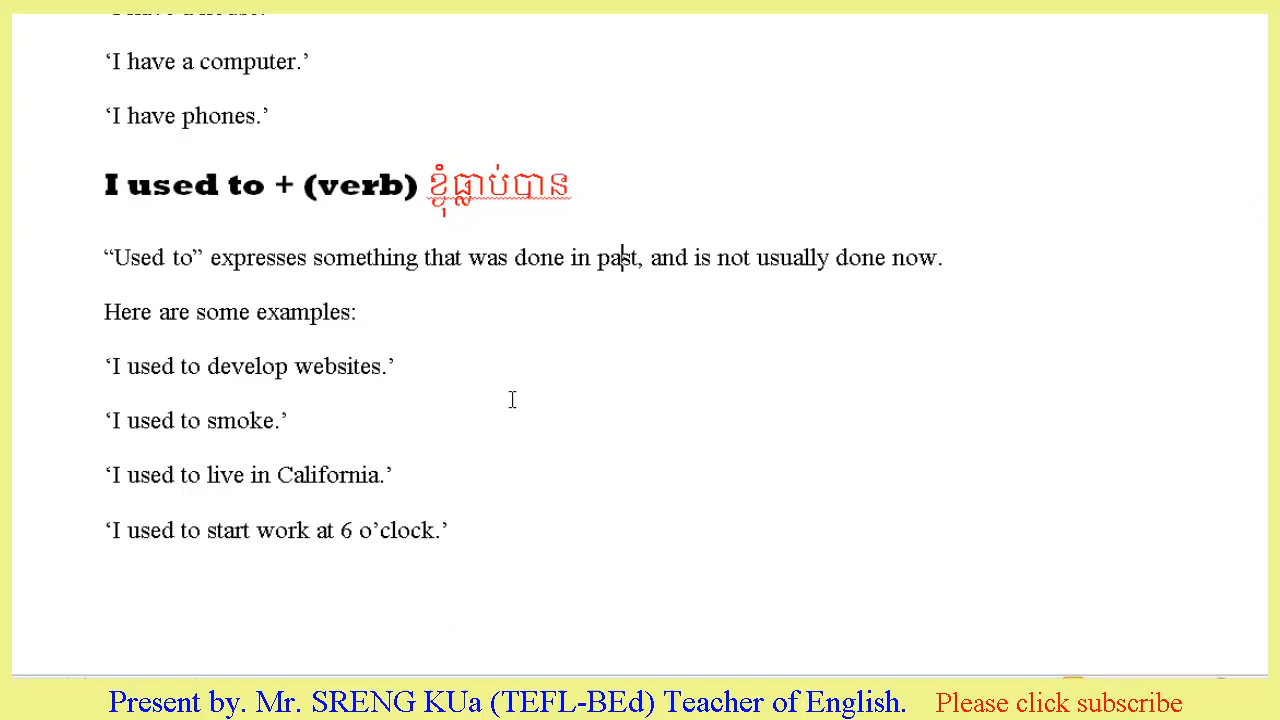 ‘I have a computer.’
‘I have phones.’
I used to + (verb) ខ្ញុំធ្លាប់បាន
“Used to” expresses something that was done in past, and is not usually done now.
Here are some examples:
‘I used to develop websites.’
‘I used to smoke.’
‘I used to live in California.’
‘I used to start work at 6 o’clock.’
Present by. Mr. SRENG KUa (TEFL-BEd) Teacher of English. Please click subscribe